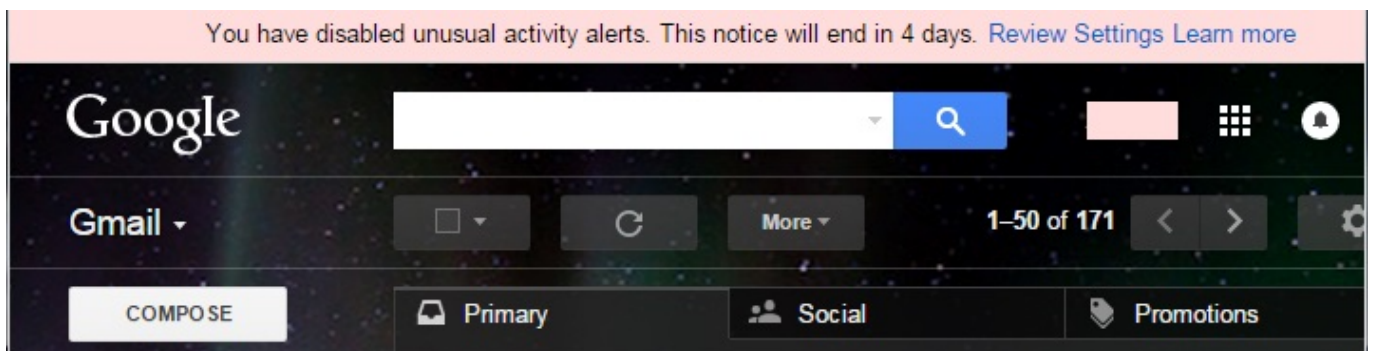 You have disabled unusual activity alerts. This notice will end in 4 days. Review Settings Learn more
Google
Gmail
More
1–50 of 171
COMPOSE
Primary
Social
Promotions